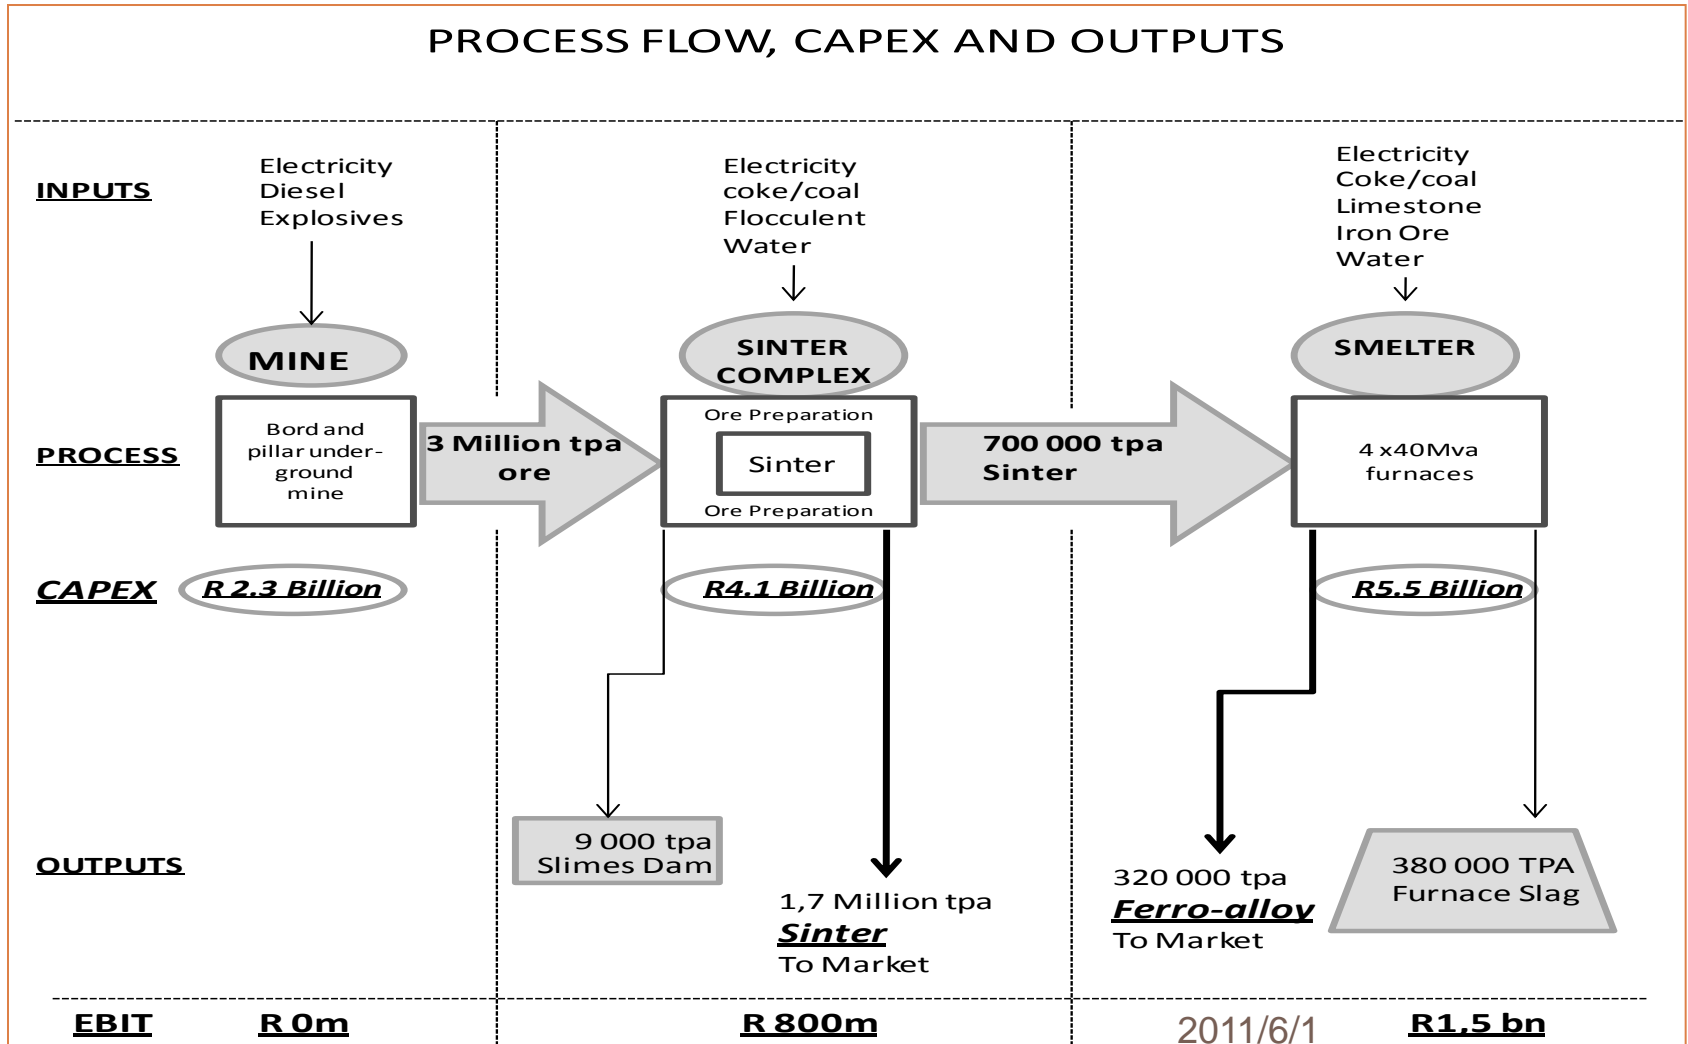 PROCESS FLOW, CAPEX AND OUTPUTS
INPUTS
Electricity
Diesel
Explosives
Electricity
coke/coal
Flocculent
Water
Electricity
Coke/coal
Limestone
Iron Ore
Water
MINE
SINTER
COMPLEX
SMELTER
PROCESS
Bord and
pillar under-
ground
mine
3 Million tpa
ore
Ore Preparation
Sinter
Ore Preparation
700 000 tpa
Sinter
4 x40Mva
furnaces
CAPEX
R 2.3 Billion
R4.1 Billion
R5.5 Billion
OUTPUTS
9 000 tpa
Slimes Dam
1,7 Million tpa
Sinter
To Market
320 000 tpa
Ferro-alloy
To Market
380 000 TPA
Furnace Slag
EBIT
R 0m
R 800m
2011/6/1
R1,5 bn